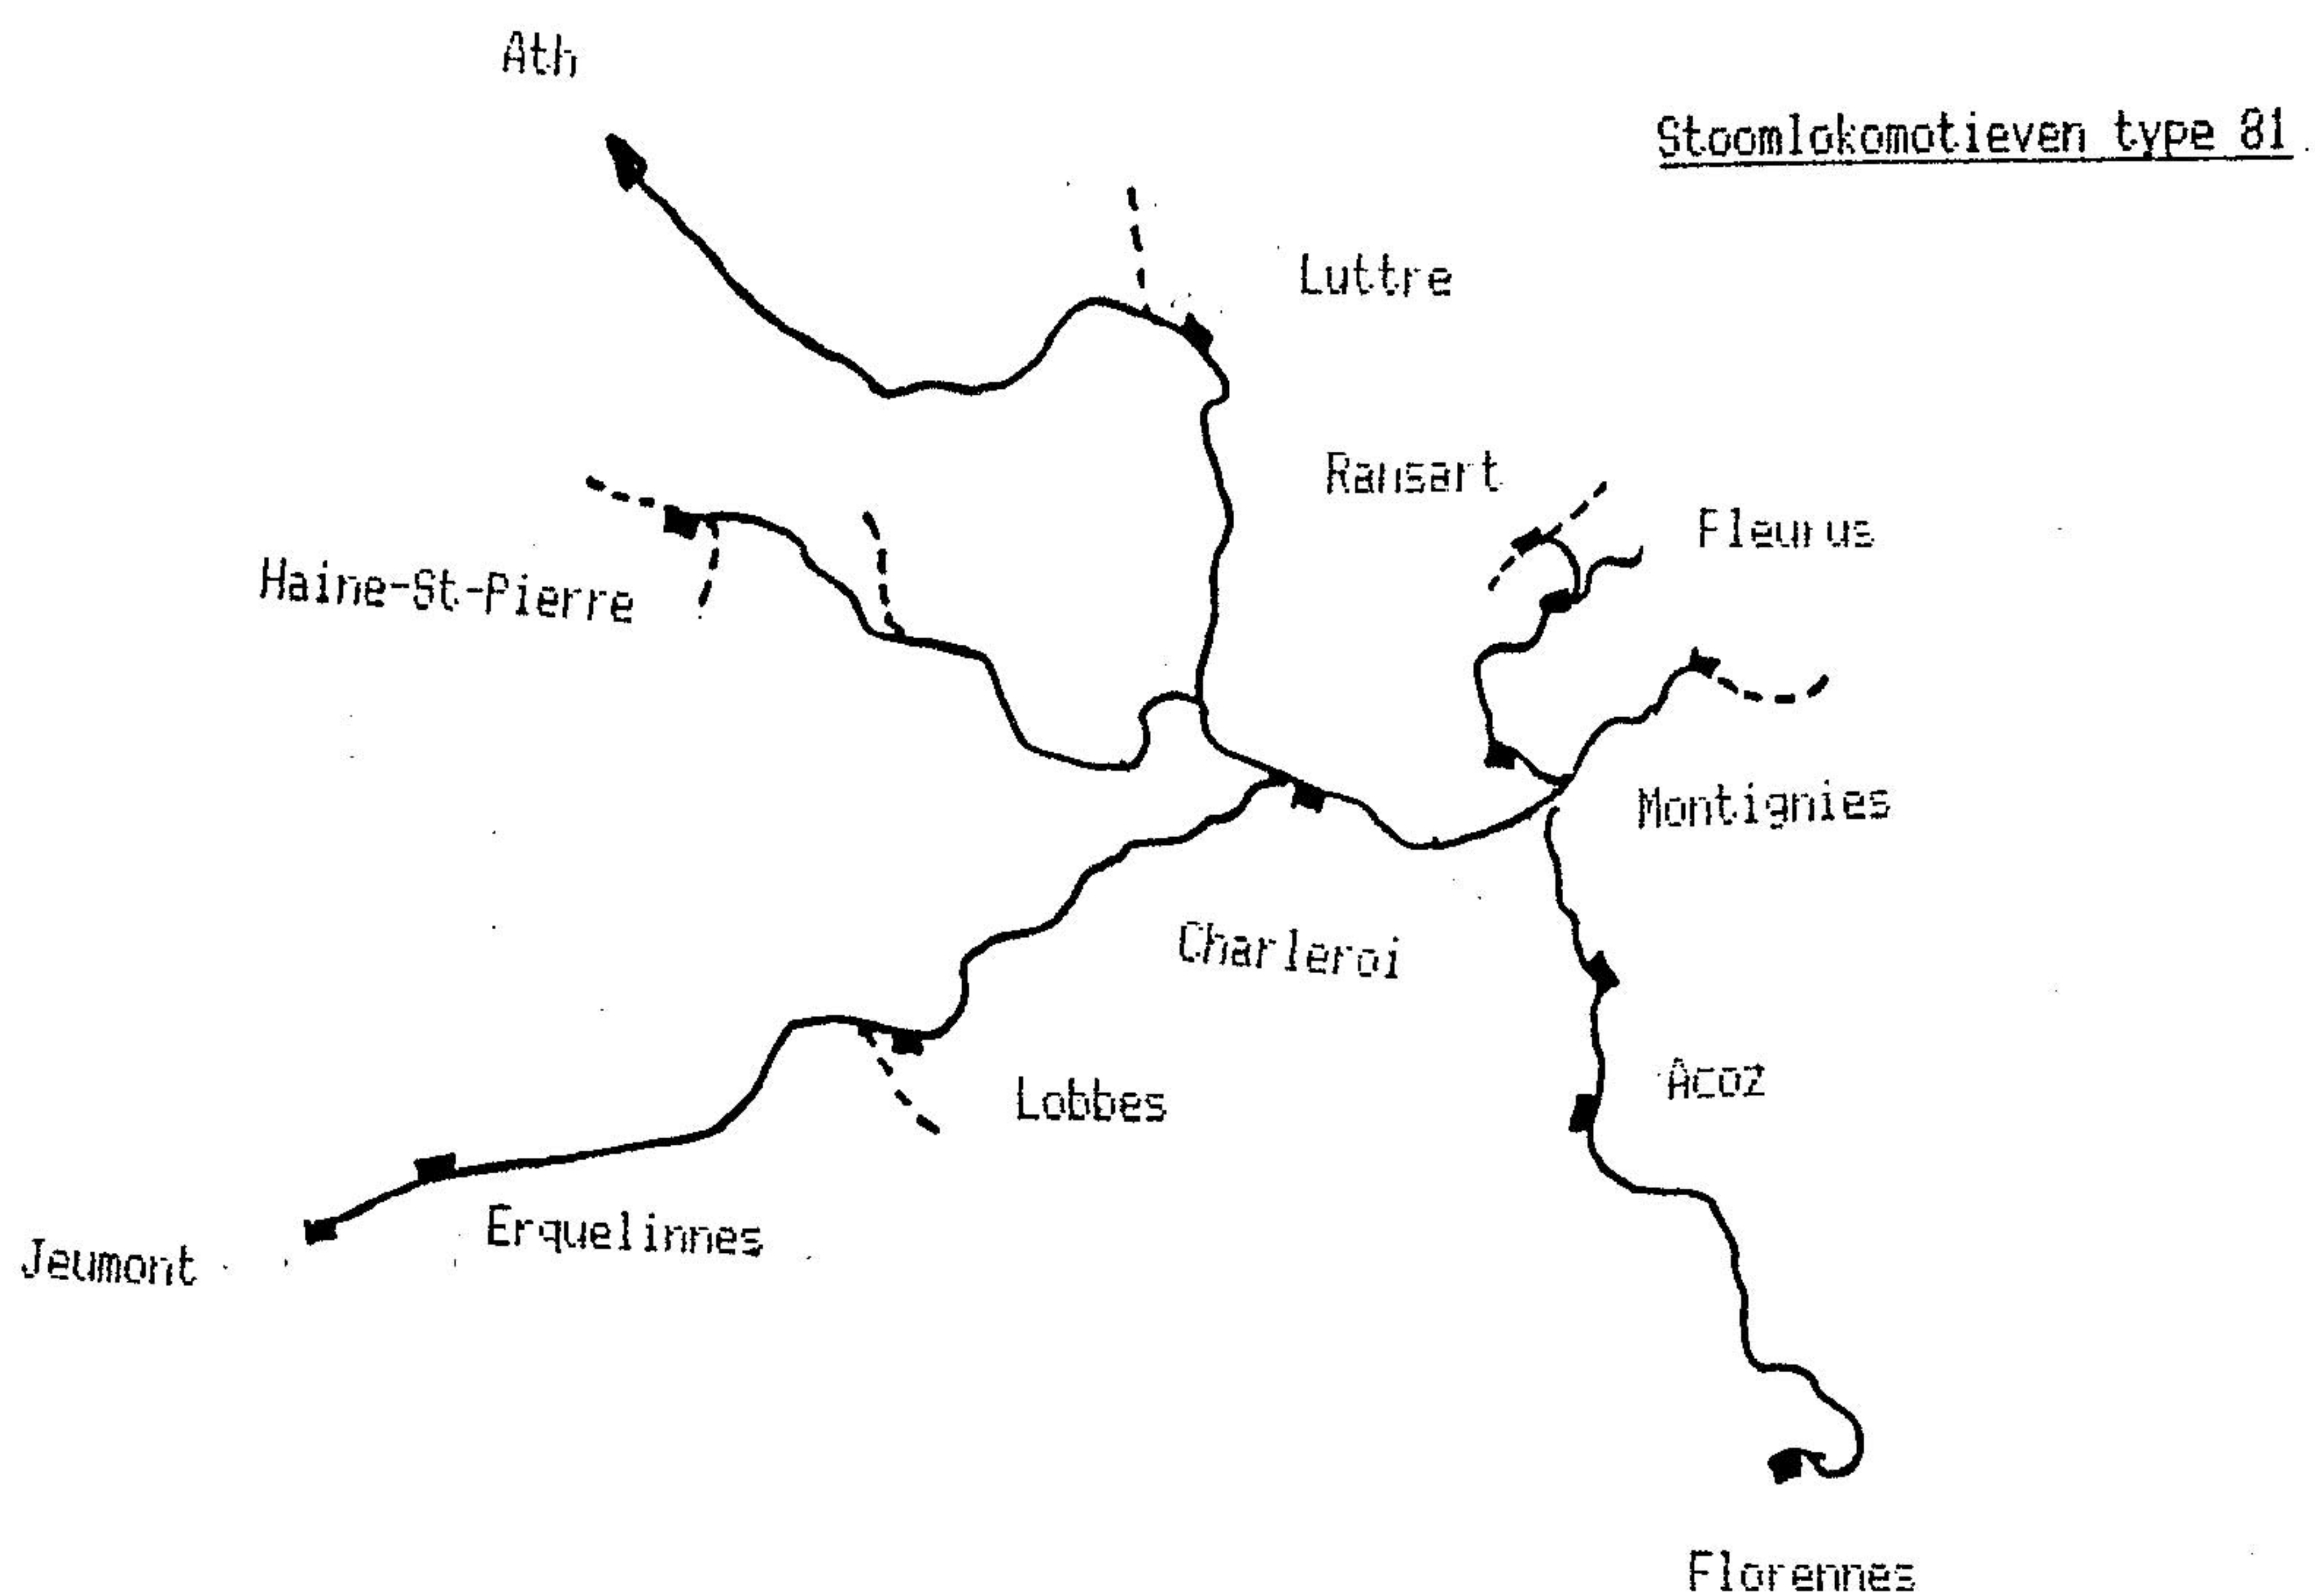 Ath
Stoomlokomotieven type 81.
Luttre
Ransart
Fleurus
Haine-St-Pierre
Montignies
Charleroi
Acoz
Lobbes
Erquelinnes
Jeumont
Florennes